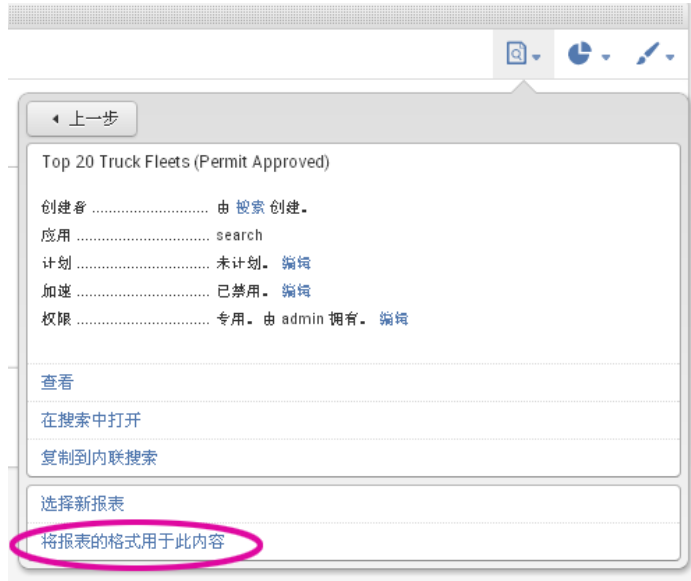 上一步
Top 20 Truck Fleets (Permit Approved)
创建者 ............................ 由 搜索 创建。
应用 ................................ search
计划 ................................ 未计划。 编辑
加速 ................................ 已禁用。 编辑
权限 ................................ 专用。由 admin 拥有。 编辑
查看
在搜索中打开
复制到内联搜索
选择新报表
将报表的格式用于此内容